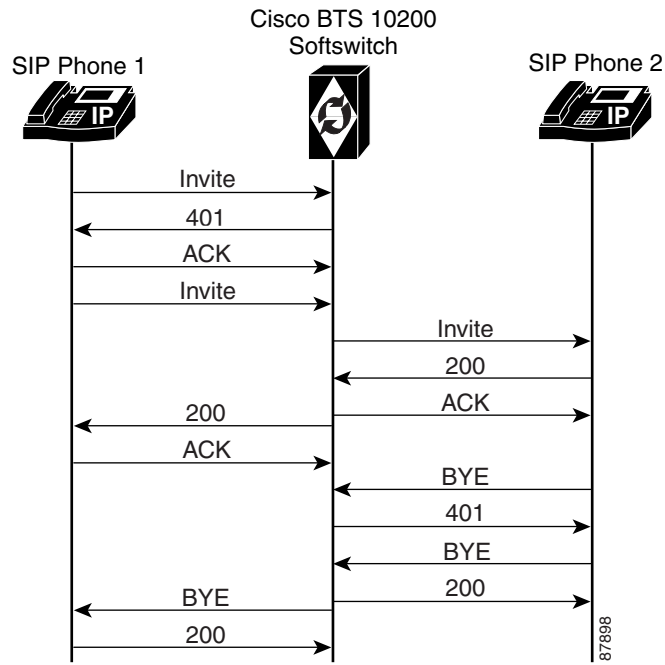 Cisco BTS 10200
Softswitch
SIP Phone 1
SIP Phone 2
IP
IP
Invite
401
ACK
Invite
Invite
200
ACK
200
ACK
BYE
401
BYE
200
BYE
200
87898